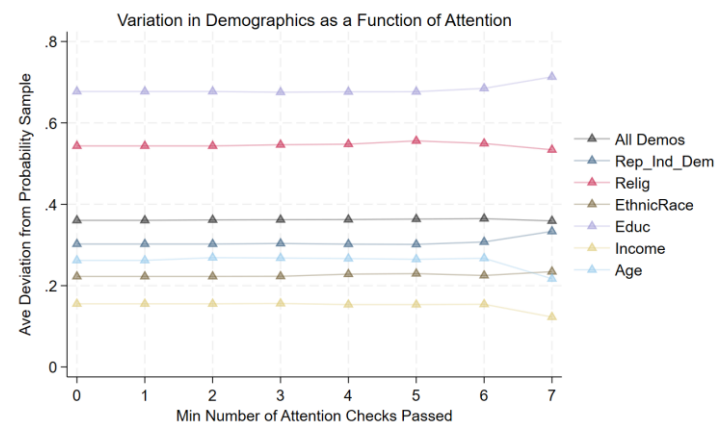 Variation in Demographics as a Function of Attention
Ave Deviation from Probability Sample
.8
.6
.4
.2
0
0 1 2 3 4 5 6 7
Min Number of Attention Checks Passed
All Demos
Rep_Ind_Dem
Relig
EthnicRace
Educ
Income
Age